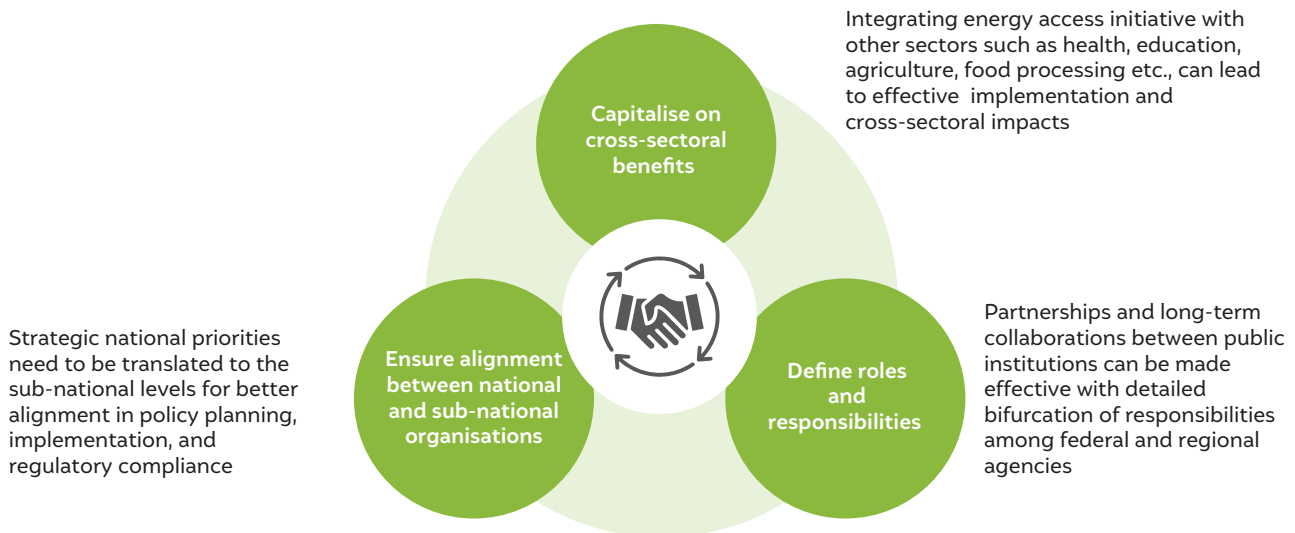 Integrating energy access initiative with
other sectors such as health, education,
agriculture, food processing etc., can lead
to effective  implementation and
cross-sectoral impacts
Capitalise on
cross-sectoral
benefits
Strategic national priorities
need to be translated to the
sub-national levels for better
alignment in policy planning,
implementation, and
regulatory compliance
Ensure alignment
between national
and sub-national
organisations
Define roles
and
responsibilities
Partnerships and long-term
collaborations between public
institutions can be made
effective with detailed
bifurcation of responsibilities
among federal and regional
agencies